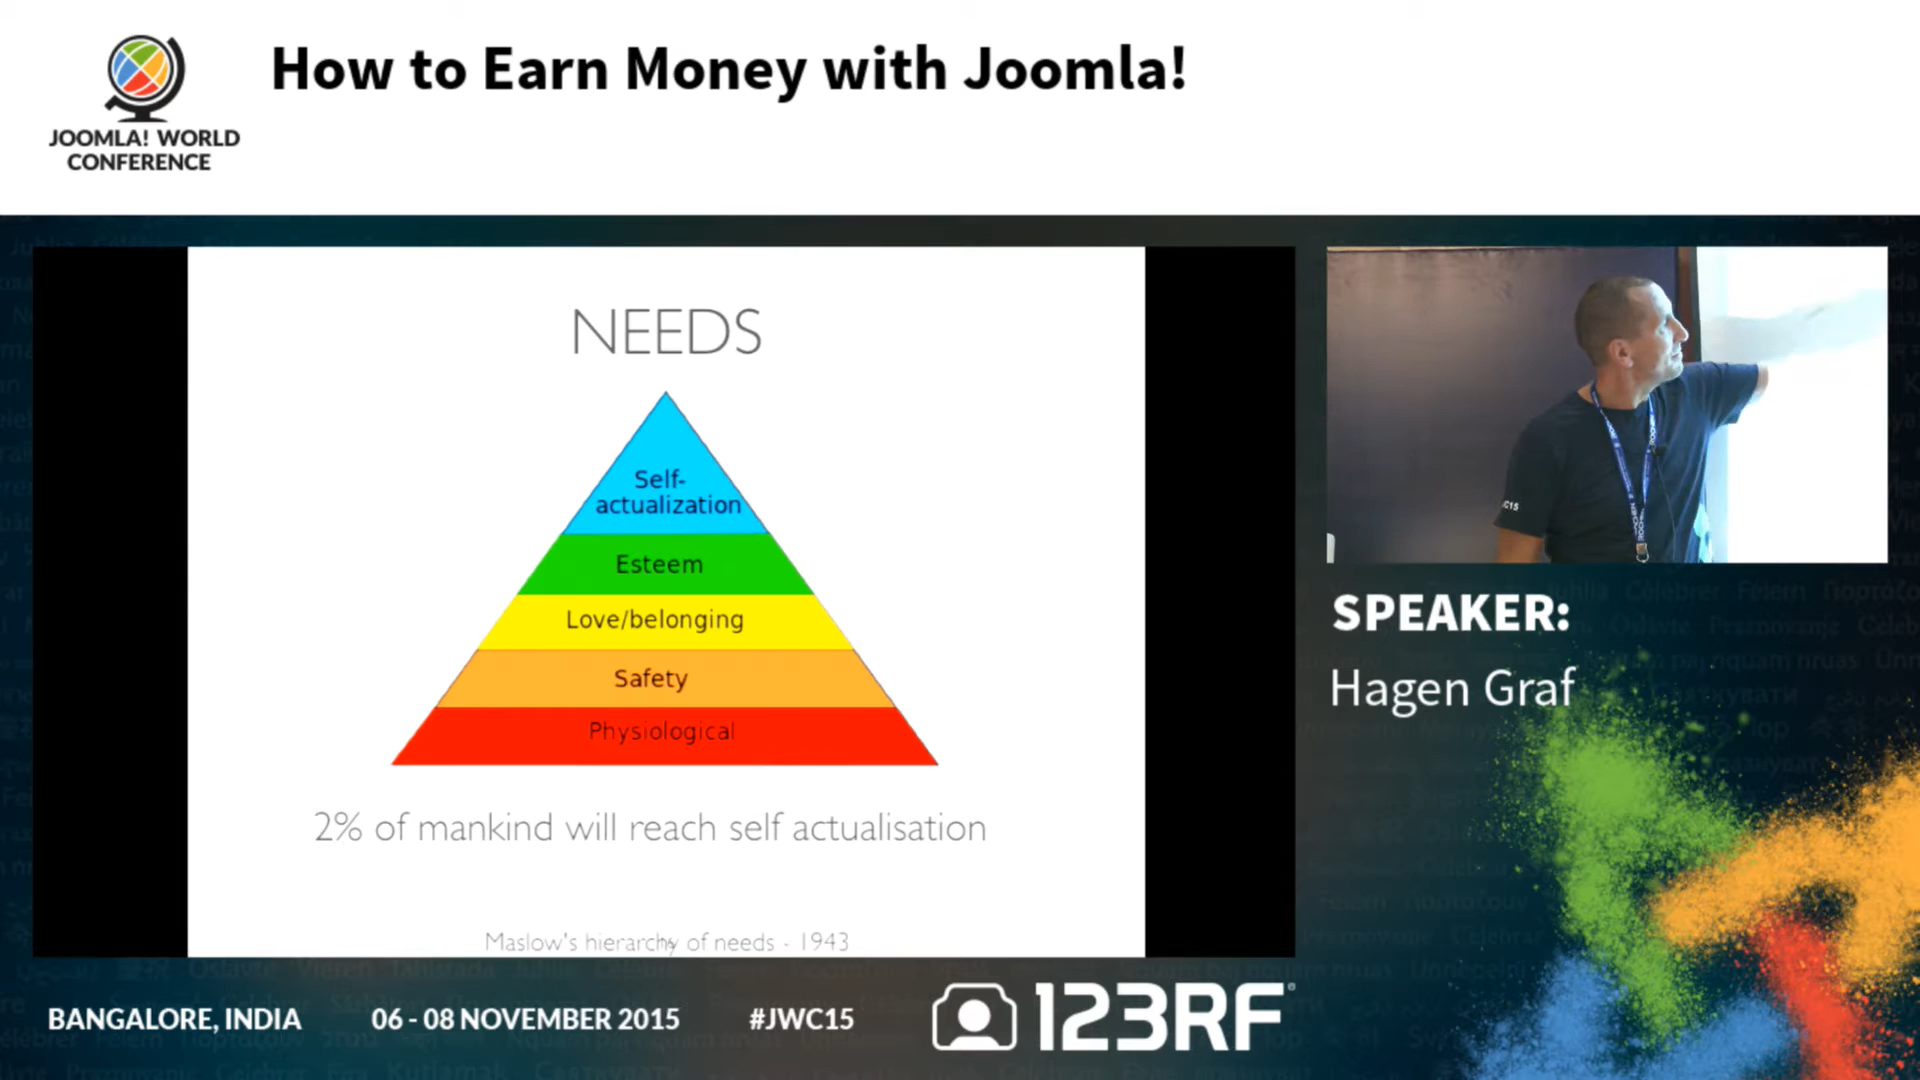 JOOMLA! WORLD
CONFERENCE
How to Earn Money with Joomla!
NEEDS
Self-
actualization
Esteem
Love/belonging
Safety
Physiological
2% of mankind will reach self actualisation
Maslow's hierarchy of needs - 1943
SPEAKER:
Hagen Graf
BANGALORE, INDIA
06 - 08 NOVEMBER 2015
#JWC15
123RF